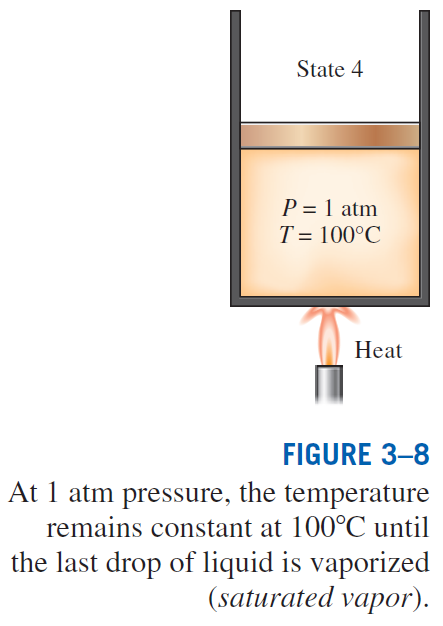 State 4
P = 1 atm
T = 100°C
Heat
FIGURE 3–8
At 1 atm pressure, the temperature
remains constant at 100°C until
the last drop of liquid is vaporized
(saturated vapor).